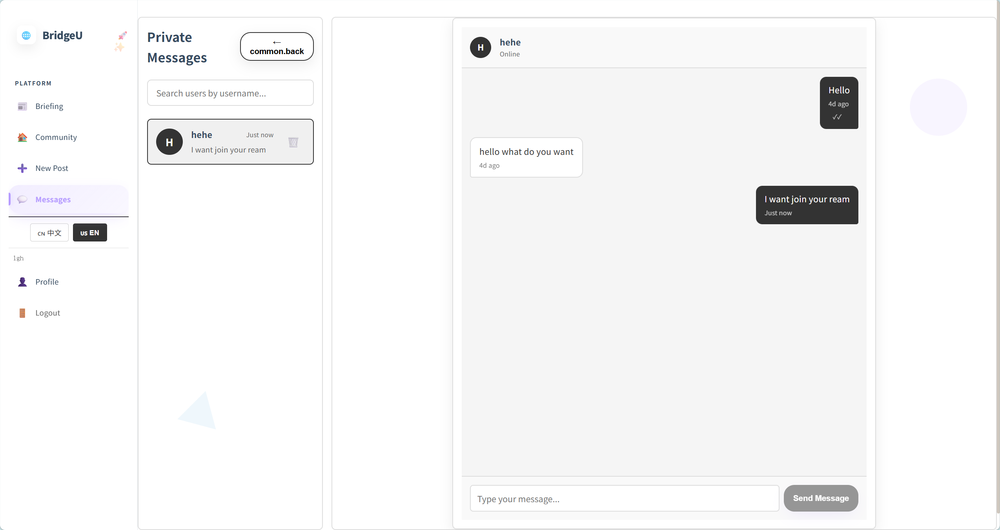 BridgeU
PLATFORM
Briefing
Community
New Post
Messages
CN 中文
US EN
lgh
Profile
Logout
Private
Messages
←
common.back
Search users by username...
H
hehe
Just now
I want join your ream
H
hehe
Online
Hello
4d ago
✓✓
hello what do you want
4d ago
I want join your ream
Just now
Type your message...
Send Message